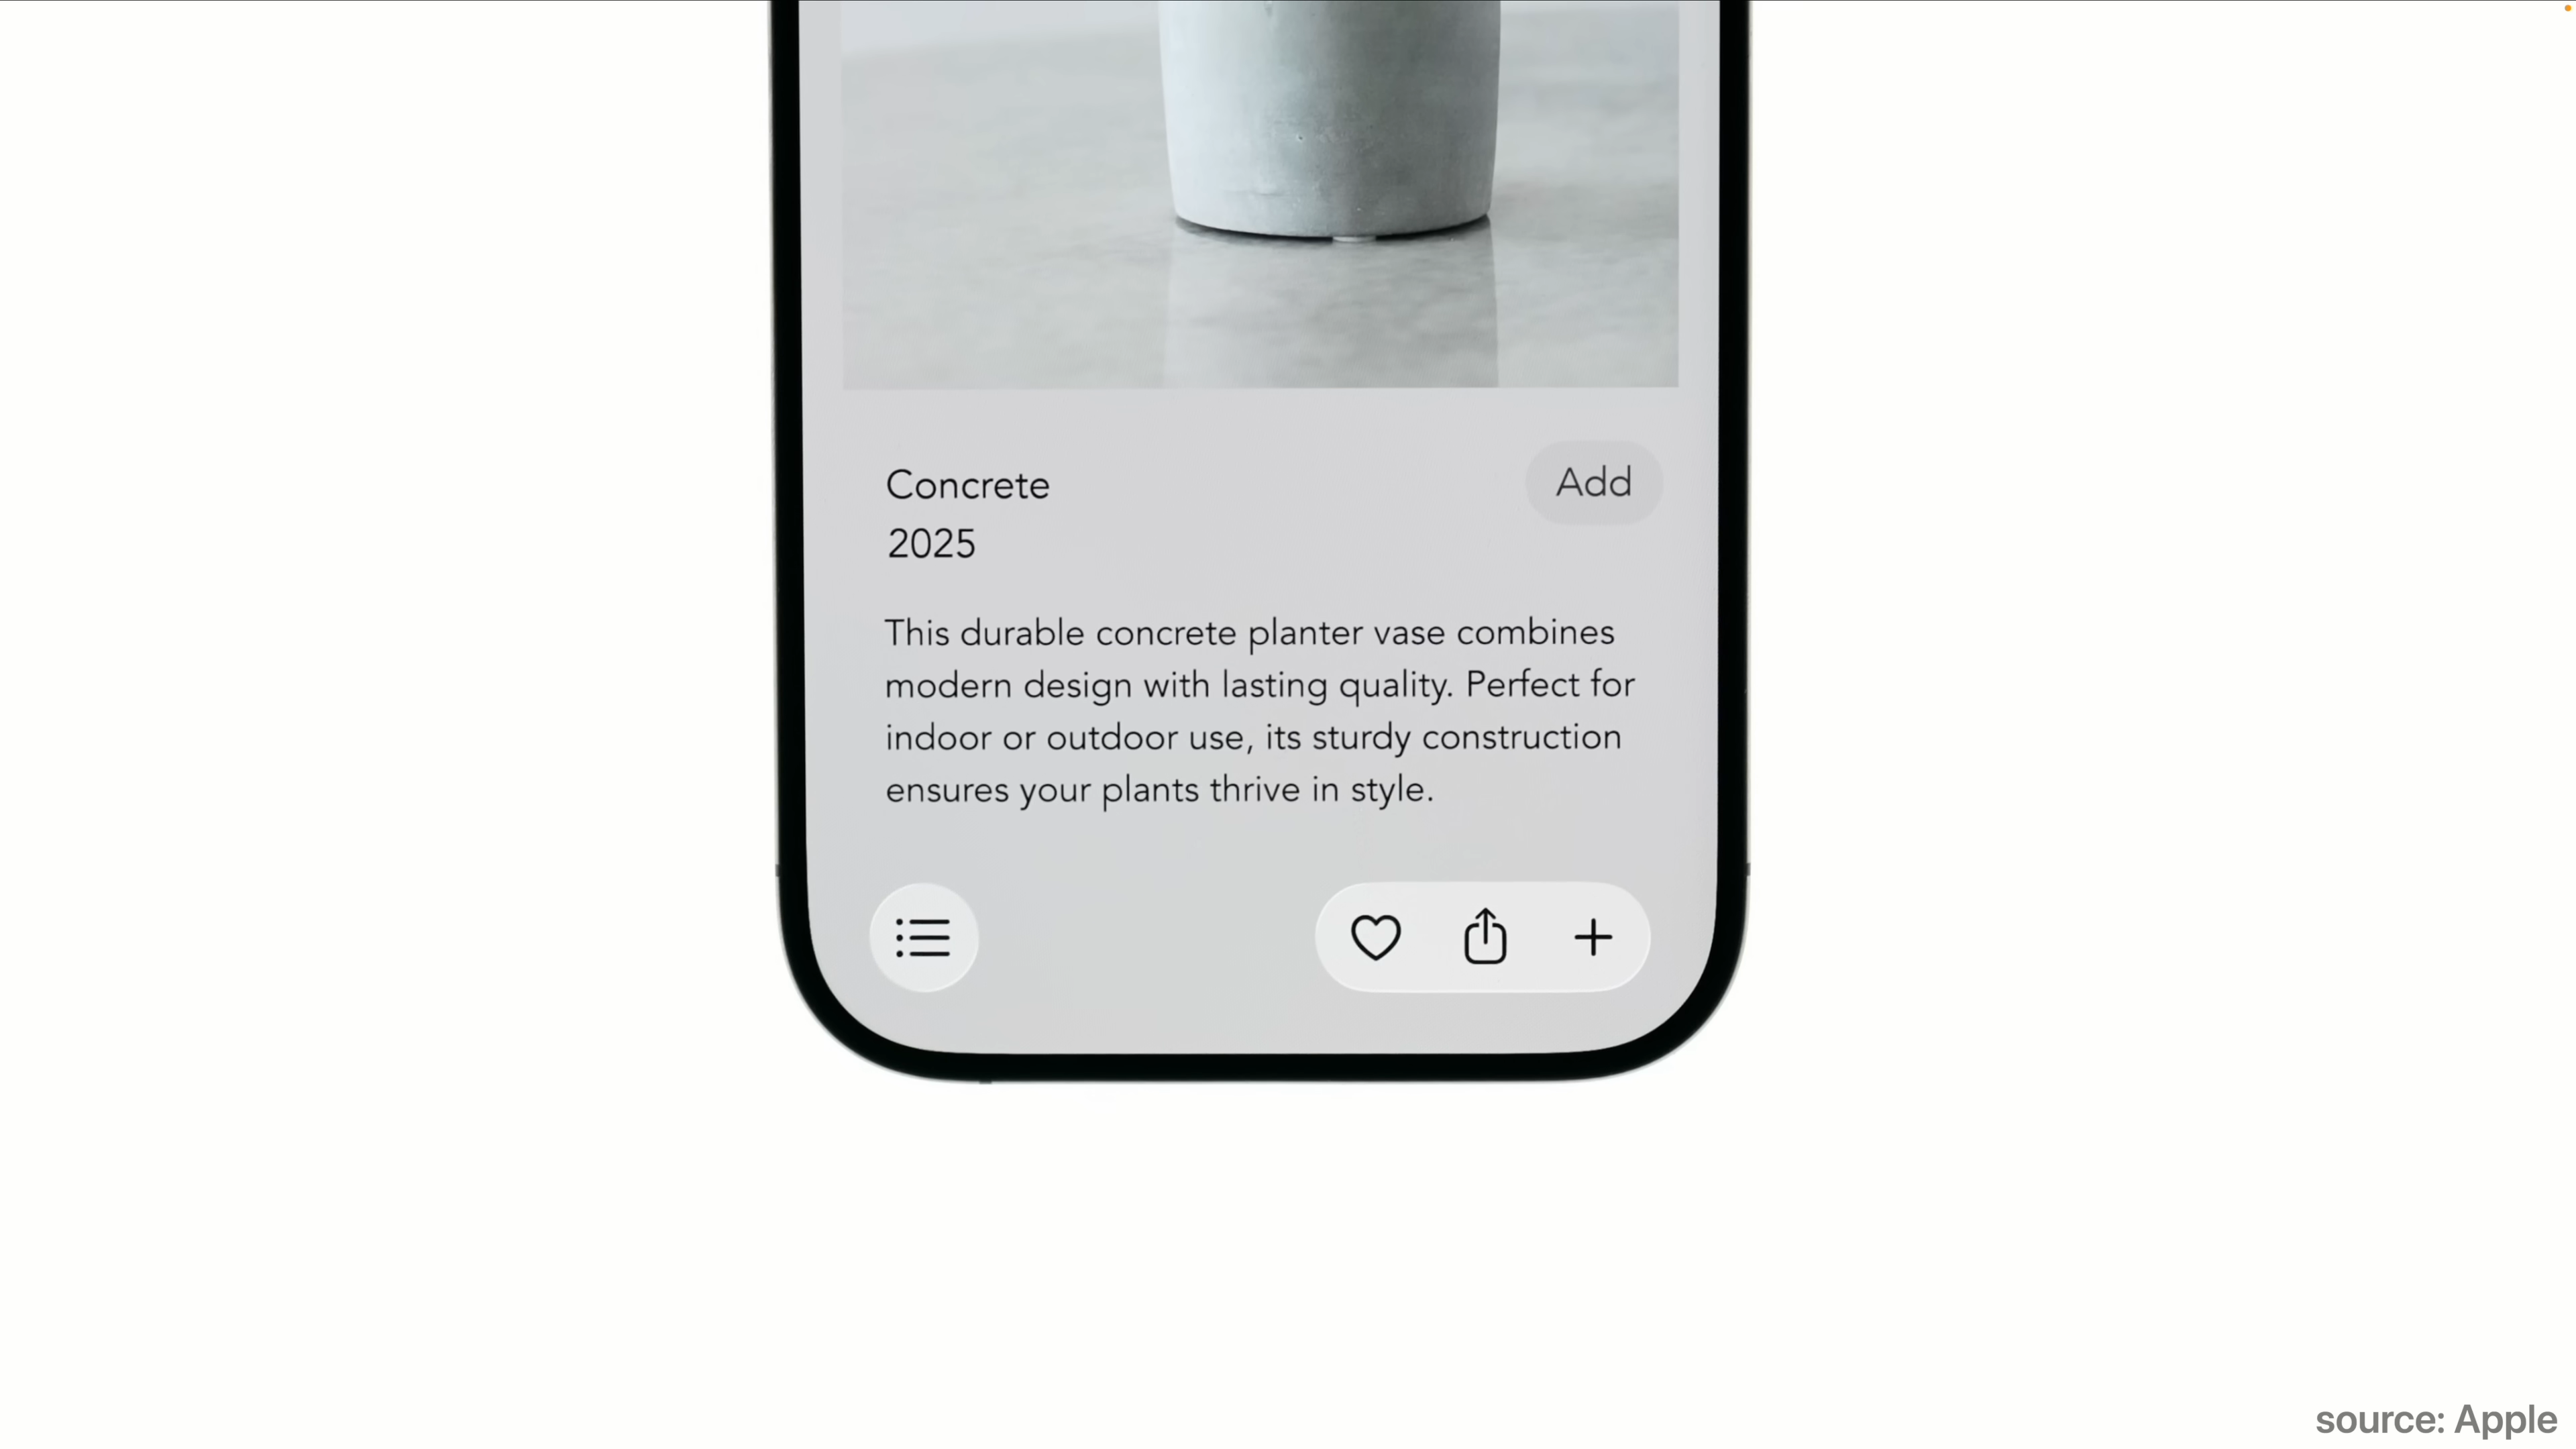 Concrete
Add
2025
This durable concrete planter vase combines
modern design with lasting quality. Perfect for
indoor or outdoor use, its sturdy construction
ensures your plants thrive in style.
source: Apple